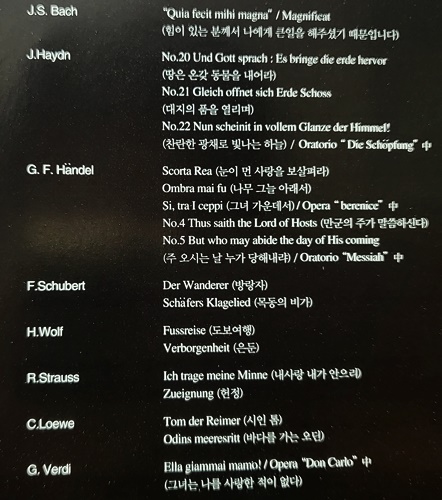 J.S. Bach
"Quia fecit mihi magna" / Magnificat
(힘이 있는 분께서 나에게 큰일을 해주셨기 때문입니다)
J.Haydn
No.20 Und Gott sprach : Es bringe die erde hervor
(땅은 온갖 동물을 내어라)
No.21 Gleich offnet sich Erde Schoss
(대지의 품을 열리며)
No.22 Nun scheinit in vollem Glanze der Himmel!
(찬란한 광채로 빛나는 하늘) / Oratorio "Die Schöpfung" 中
G. F. Händel
Scorta Rea (눈이 먼 사랑을 보살펴라)
Ombra mai fu (나무 그늘 아래서)
Si, tra I ceppi (그녀 가운데서) / Opera "berenice" 中
No.4 Thus saith the Lord of Hosts (만군의 주가 말씀하신다)
No.5 But who may abide the day of His coming
(주 오시는 날 누가 당해내랴) / Oratorio "Messiah" 中
F.Schubert
Der Wanderer (방랑자)
Schäfers Klagelied (목동의 비가)
H.Wolf
Fussreise (도보여행)
Verborgenheit (은둔)
R.Strauss
Ich trage meine Minne (내사랑 내가 안으리)
Zueignung (헌정)
C.Loewe
Tom der Reimer (시인 톰)
Odins meeresritt (바다를 가는 오딘)
G. Verdi
Ella giammai mamo! / Opera "Don Carlo" 中
(그녀는 나를 사랑한 적이 없다)